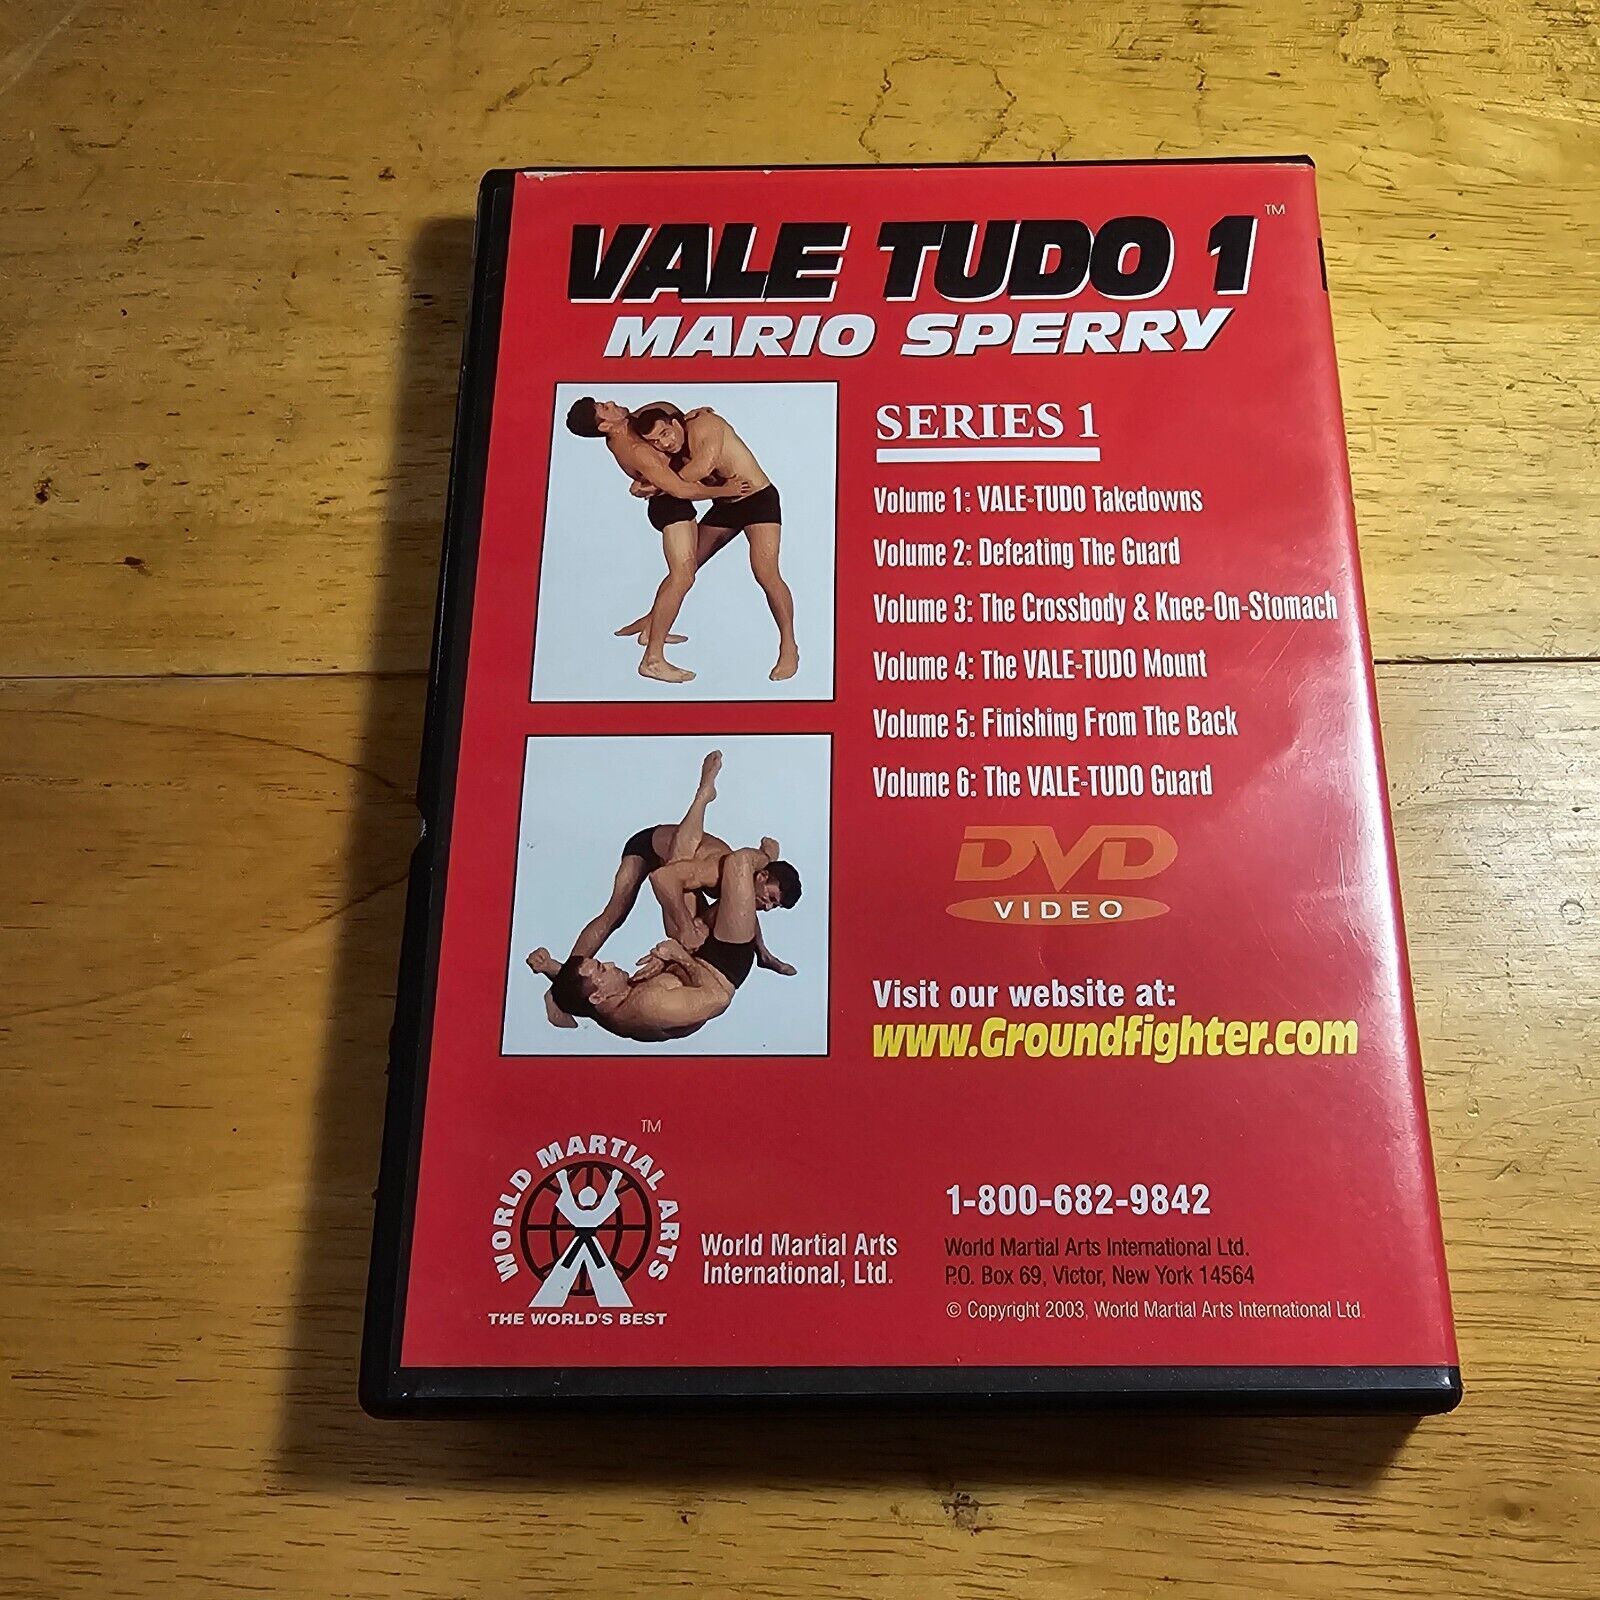 VALE TUDO 1 ™
MARIO SPERRY
SERIES 1
Volume 1: VALE-TUDO Takedowns
Volume 2: Defeating The Guard
Volume 3: The Crossbody & Knee-On-Stomach
Volume 4: The VALE-TUDO Mount
Volume 5: Finishing From The Back
Volume 6: The VALE-TUDO Guard
DVD
VIDEO
Visit our website at:
www.Groundfighter.com
WORLD MARTIAL ARTS ™
THE WORLD'S BEST
World Martial Arts
International, Ltd.
1-800-682-9842
World Martial Arts International Ltd.
P.O. Box 69, Victor, New York 14564
© Copyright 2003, World Martial Arts International Ltd.